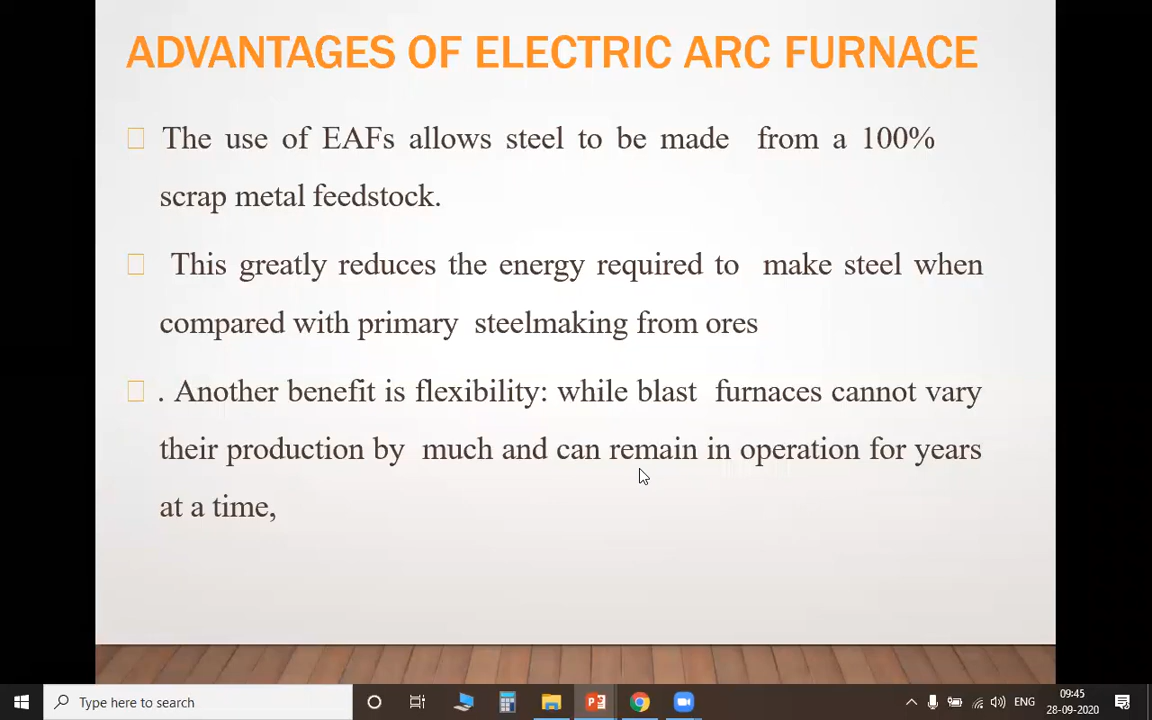 ADVANTAGES OF ELECTRIC ARC FURNACE
The use of EAFs allows steel to be made from a 100%
scrap metal feedstock.
This greatly reduces the energy required to make steel when
compared with primary steelmaking from ores
. Another benefit is flexibility: while blast furnaces cannot vary
their production by much and can remain in operation for years
at a time,
Type here to search
ENG
09:45
28-09-2020